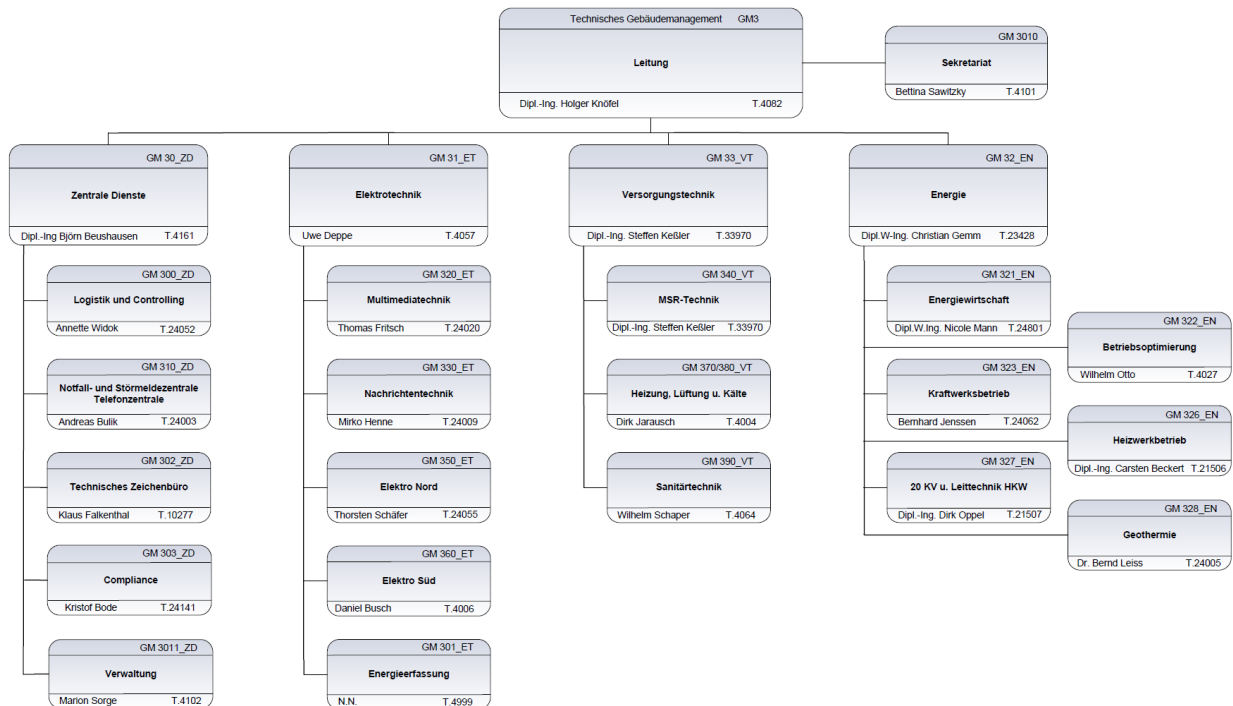 Technisches Gebäudemanagement GM3
Leitung
Dipl.-Ing. Holger Knöfel T.4082
GM 3010
Sekretariat
Bettina Sawitzky T.4101
GM 30_ZD
Zentrale Dienste
Dipl.-Ing Björn Beushausen T.4161
GM 300_ZD
Logistik und Controlling
Annette Widok T.24052
GM 310_ZD
Notfall- und Störmeldezentrale
Telefonzentrale
Andreas Bulik T.24003
GM 302_ZD
Technisches Zeichenbüro
Klaus Falkenthal T.10277
GM 303_ZD
Compliance
Kristof Bode T.24141
GM 3011_ZD
Verwaltung
Marion Sorge T.4102
GM 31_ET
Elektrotechnik
Uwe Deppe T.4057
GM 320_ET
Multimediatechnik
Thomas Fritsch T.24020
GM 330_ET
Nachrichtentechnik
Mirko Henne T.24009
GM 350_ET
Elektro Nord
Thorsten Schäfer T.24055
GM 360_ET
Elektro Süd
Daniel Busch T.4006
GM 301_ET
Energieerfassung
N.N. T.4999
GM 33_VT
Versorgungstechnik
Dipl.-Ing. Steffen Keßler T.33970
GM 340_VT
MSR-Technik
Dipl.-Ing. Steffen Keßler T.33970
GM 370/380_VT
Heizung, Lüftung u. Kälte
Dirk Jarausch T.4004
GM 390_VT
Sanitärtechnik
Wilhelm Schaper T.4064
GM 32_EN
Energie
Dipl.W-Ing. Christian Gemm T.23428
GM 321_EN
Energiewirtschaft
Dipl.W.Ing. Nicole Mann T.24801
GM 322_EN
Betriebsoptimierung
Wilhelm Otto T.4027
GM 323_EN
Kraftwerksbetrieb
Bernhard Jenssen T.24062
GM 326_EN
Heizwerkbetrieb
Dipl.-Ing. Carsten Beckert T.21506
GM 327_EN
20 KV u. Leittechnik HKW
Dipl.-Ing. Dirk Oppel T.21507
GM 328_EN
Geothermie
Dr. Bernd Leiss T.24005